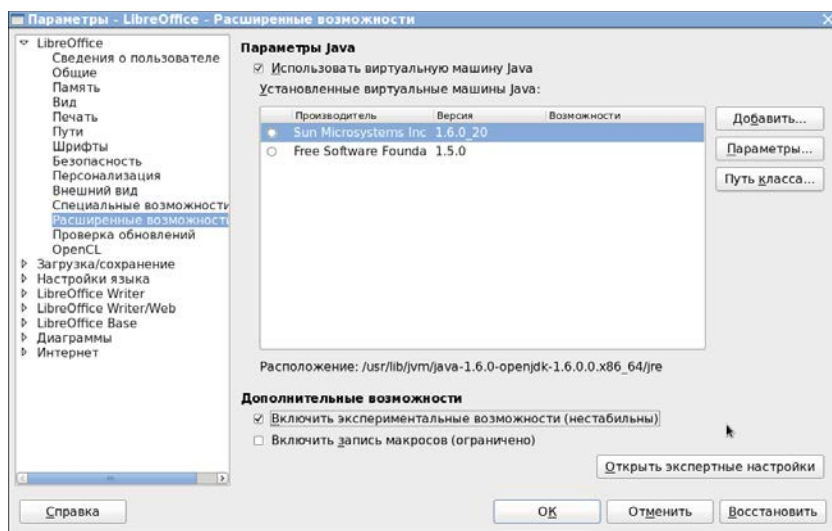 Параметры - LibreOffice - Расширенные возможности
LibreOffice
Сведения о пользователе
Общие
Память
Вид
Печать
Пути
Шрифты
Безопасность
Персонализация
Внешний вид
Специальные возможности
Расширенные возможности
Проверка обновлений
OpenCL
Загрузка/сохранение
Настройки языка
LibreOffice Writer
LibreOffice Writer/Web
LibreOffice Base
Диаграммы
Интернет
Параметры Java
Использовать виртуальную машину Java
Установленные виртуальные машины Java:
Производитель Версия Возможности
Sun Microsystems Inc 1.6.0_20
Free Software Founda 1.5.0
Добавить...
Параметры...
Путь класса...
Расположение: /usr/lib/jvm/java-1.6.0-openjdk-1.6.0.0.x86_64/jre
Дополнительные возможности
Включить экспериментальные возможности (нестабильны)
Включить запись макросов (ограничено)
Открыть экспертные настройки
Справка
ОК
Отменить
Восстановить